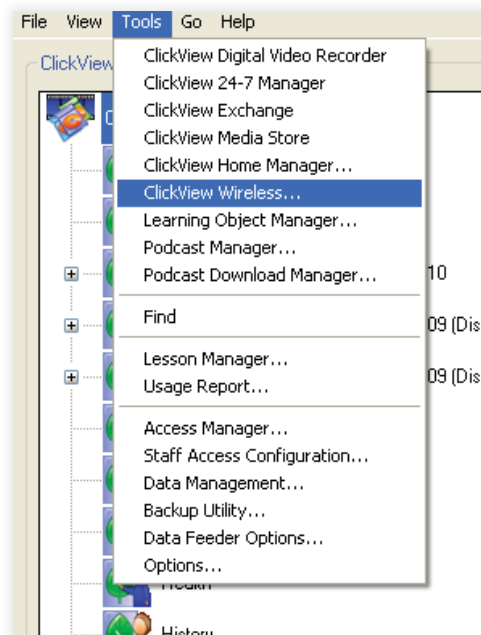 File View Tools Go Help
ClickView
ClickView Digital Video Recorder
ClickView 24-7 Manager
ClickView Exchange
ClickView Media Store
ClickView Home Manager...
ClickView Wireless...
Learning Object Manager...
Podcast Manager...
Podcast Download Manager...
10
Find
09 (Dis
Lesson Manager...
09 (Dis
Usage Report...
Access Manager...
Staff Access Configuration...
Data Management...
Backup Utility...
Data Feeder Options...
Options...
History